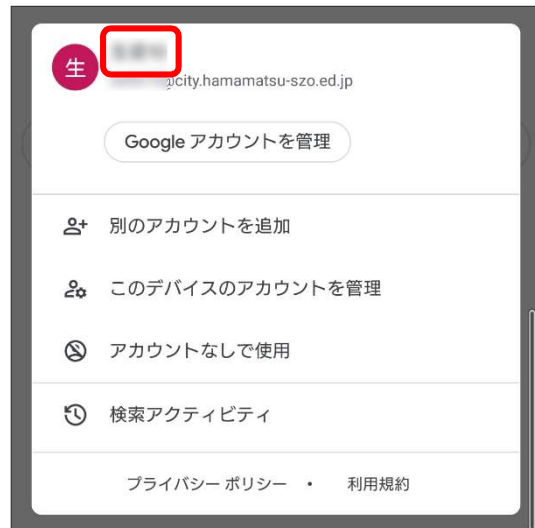 生
@city.hamamatsu-szo.ed.jp
Google アカウントを管理
別のアカウントを追加
このデバイスのアカウントを管理
アカウントなしで使用
検索アクティビティ
プライバシー ポリシー ・ 利用規約